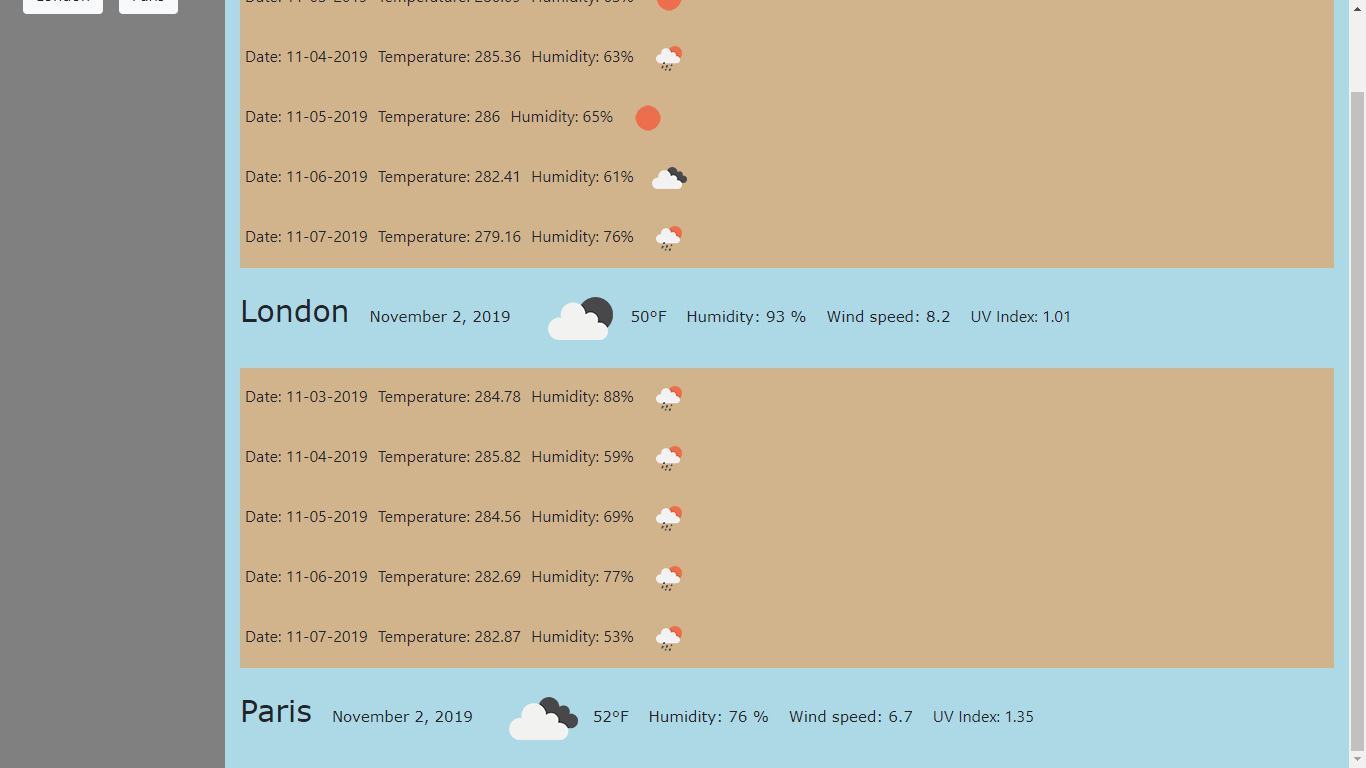 London Paris
Date: 11-03-2019 Temperature: Humidity:
Date: 11-04-2019 Temperature: 285.36 Humidity: 63%
Date: 11-05-2019 Temperature: 286 Humidity: 65%
Date: 11-06-2019 Temperature: 282.41 Humidity: 61%
Date: 11-07-2019 Temperature: 279.16 Humidity: 76%
London November 2, 2019 50°F Humidity: 93 % Wind speed: 8.2 UV Index: 1.01
Date: 11-03-2019 Temperature: 284.78 Humidity: 88%
Date: 11-04-2019 Temperature: 285.82 Humidity: 59%
Date: 11-05-2019 Temperature: 284.56 Humidity: 69%
Date: 11-06-2019 Temperature: 282.69 Humidity: 77%
Date: 11-07-2019 Temperature: 282.87 Humidity: 53%
Paris November 2, 2019 52°F Humidity: 76 % Wind speed: 6.7 UV Index: 1.35